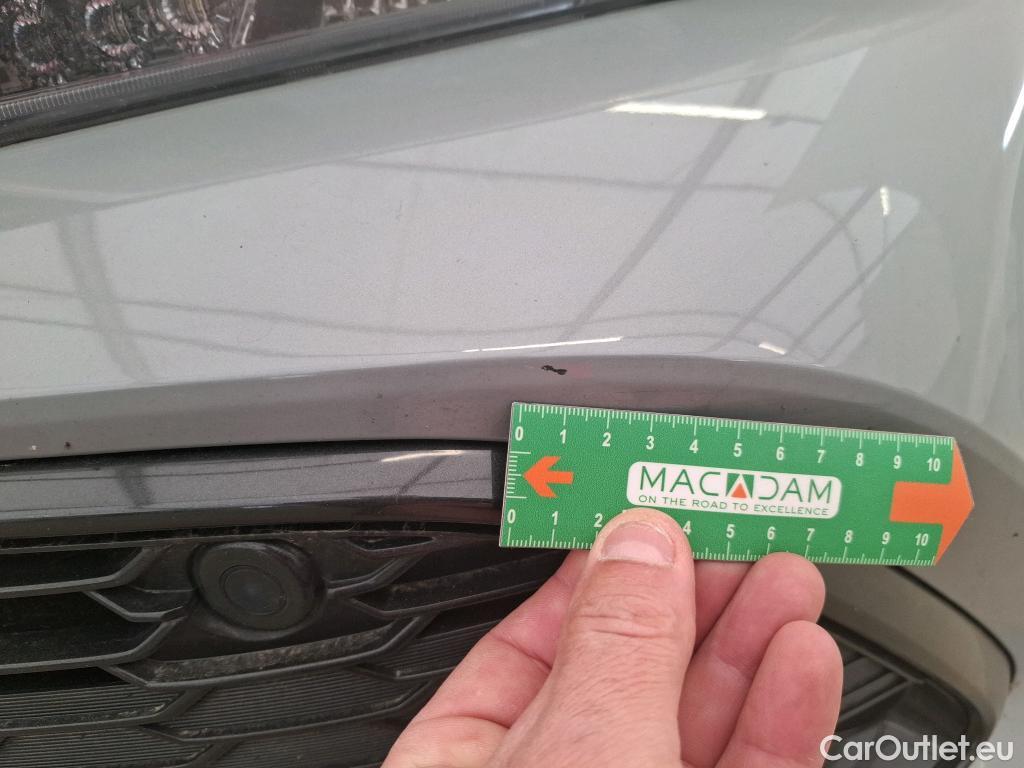 0 1 2 3 4 5 6 7 8 9 10
MACADAM
ON THE ROAD TO EXCELLENCE
0 1 2 4 5 6 7 8 9 10
CarOutlet.eu